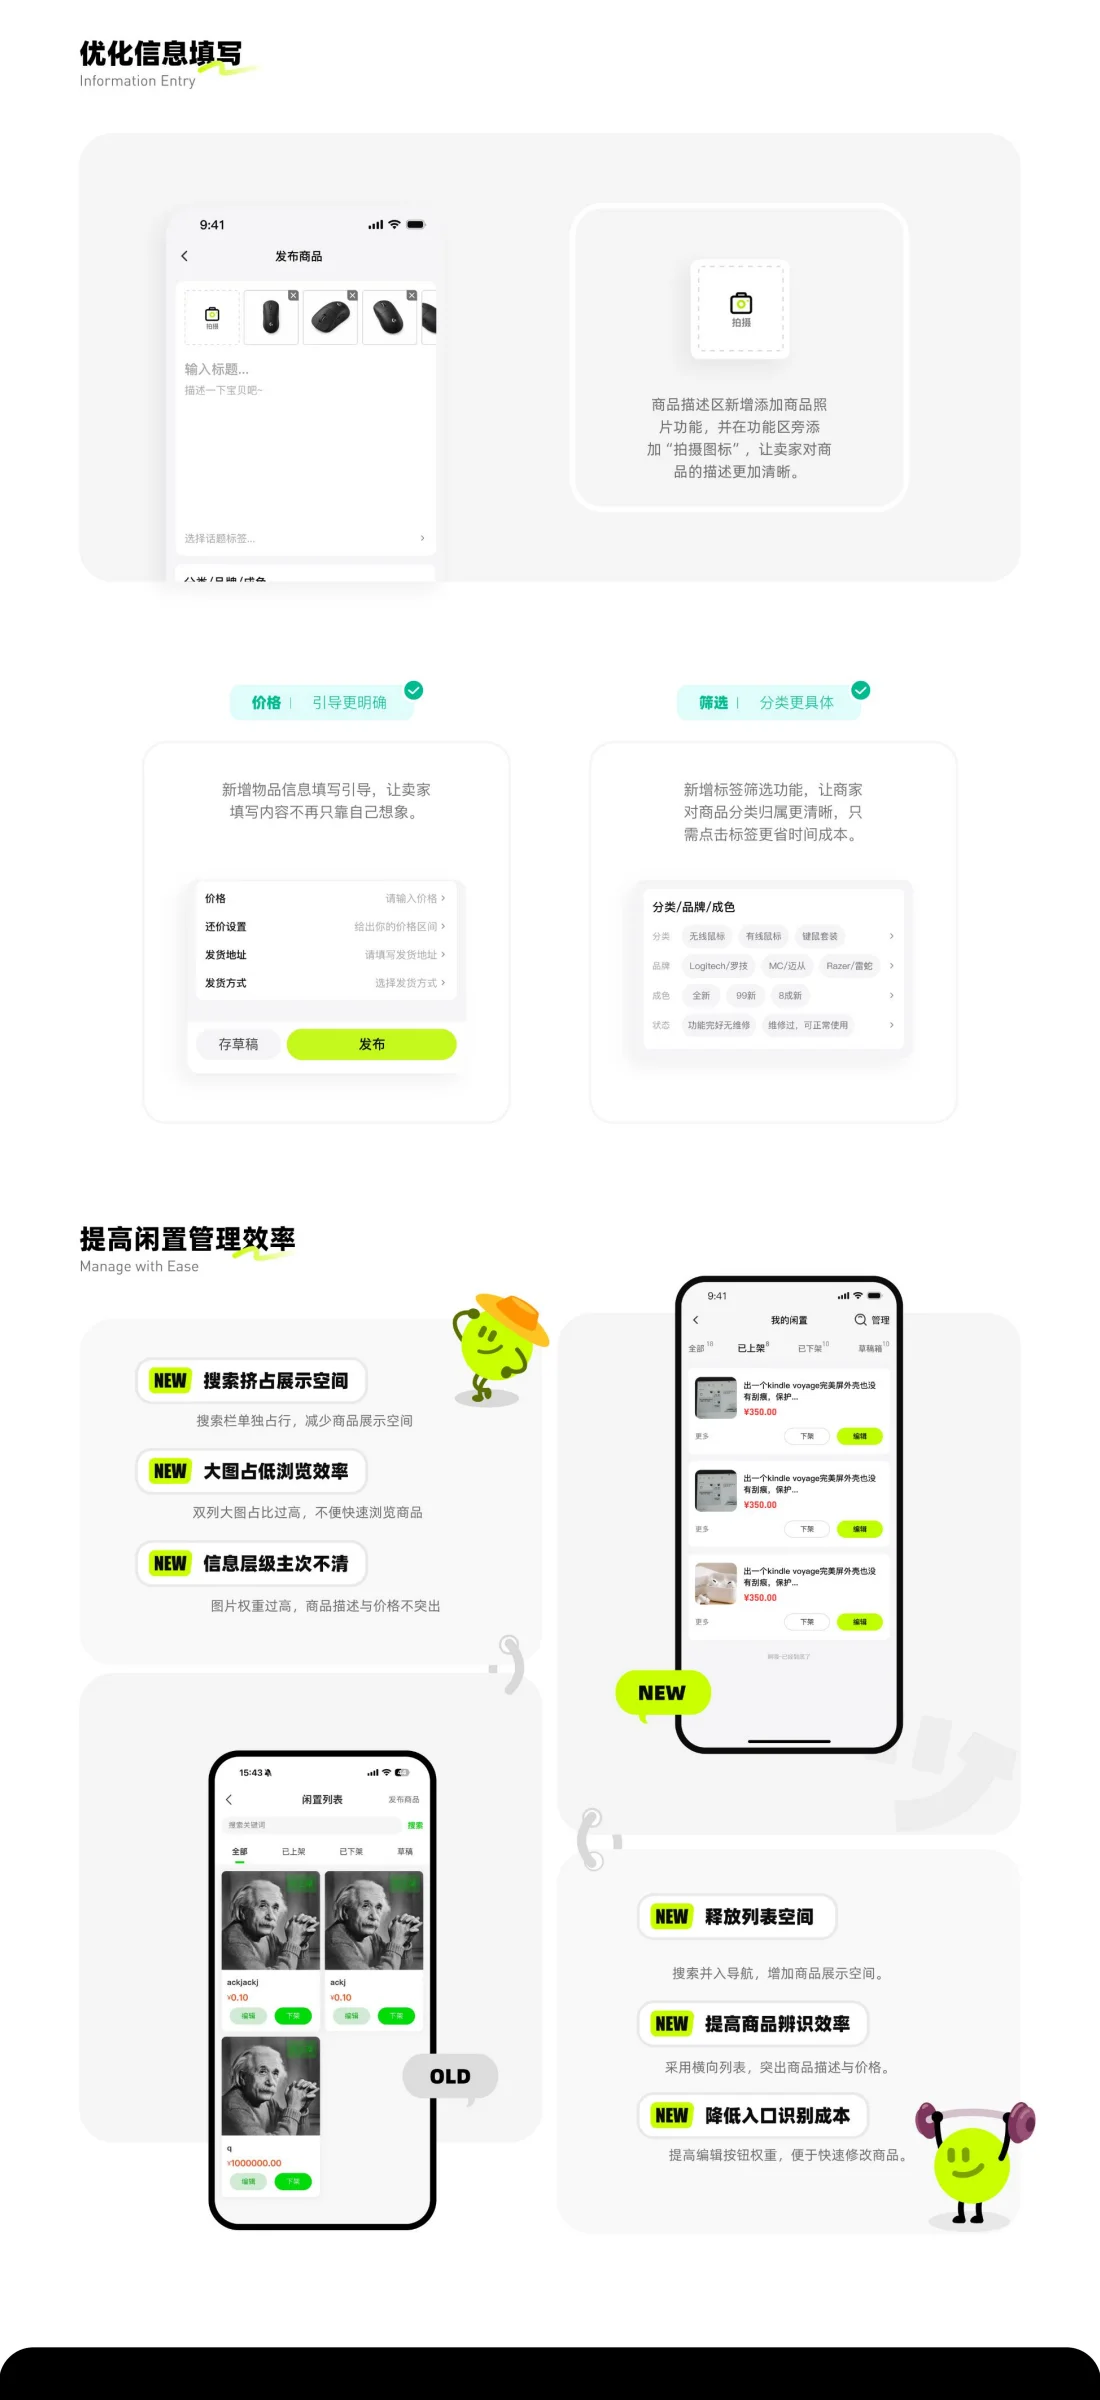 优化信息填写
Information Entry
9:41
发布商品
拍摄
输入标题...
描述一下宝贝吧~
选择话题标签...
分类/品牌/成色
拍摄
商品描述区新增添加商品照
片功能，并在功能区旁添
加 “拍摄图标”，让卖家对商
品的描述更加清晰。
价格 | 引导更明确
新增物品信息填写引导，让卖家
填写内容不再只靠自己想象。
价格 请输入价格
还价设置 给出你的价格区间
发货地址 请填写发货地址
发货方式 选择发货方式
存草稿 发布
筛选 | 分类更具体
新增标签筛选功能，让商家
对商品分类归属更清晰，只
需点击标签更省时间成本。
分类/品牌/成色
分类 无线鼠标 有线鼠标 键鼠套装
品牌 Logitech/罗技 MC/迈从 Razer/雷蛇
成色 全新 99新 8成新
状态 功能完好无维修 维修过，可正常使用
提高闲置管理效率
Manage with Ease
NEW 搜索挤占展示空间
搜索栏单独占行，减少商品展示空间
NEW 大图占低浏览效率
双列大图占比过高，不便快速浏览商品
NEW 信息层级主次不清
图片权重过高，商品描述与价格不突出
9:41
我的闲置 管理
全部 18 已上架 8 已下架 10 草稿箱 10
出一个kindle voyage完美屏外壳也没
有刮痕，保护...
¥350.00
更多 下架 编辑
出一个kindle voyage完美屏外壳也没
有刮痕，保护...
¥350.00
更多 下架 编辑
出一个kindle voyage完美屏外壳也没
有刮痕，保护...
¥350.00
更多 下架 编辑
NEW
15:43
闲置列表 发布商品
搜索关键词 搜索
全部 已上架 已下架 草稿
ackjackj
¥0.10
编辑 下架
ackj
¥0.10
编辑 下架
q
¥1000000.00
编辑 下架
OLD
NEW 释放列表空间
搜索并入导航，增加商品展示空间。
NEW 提高商品辨识效率
采用横向列表，突出商品描述与价格。
NEW 降低入口识别成本
提高编辑按钮权重，便于快速修改商品。